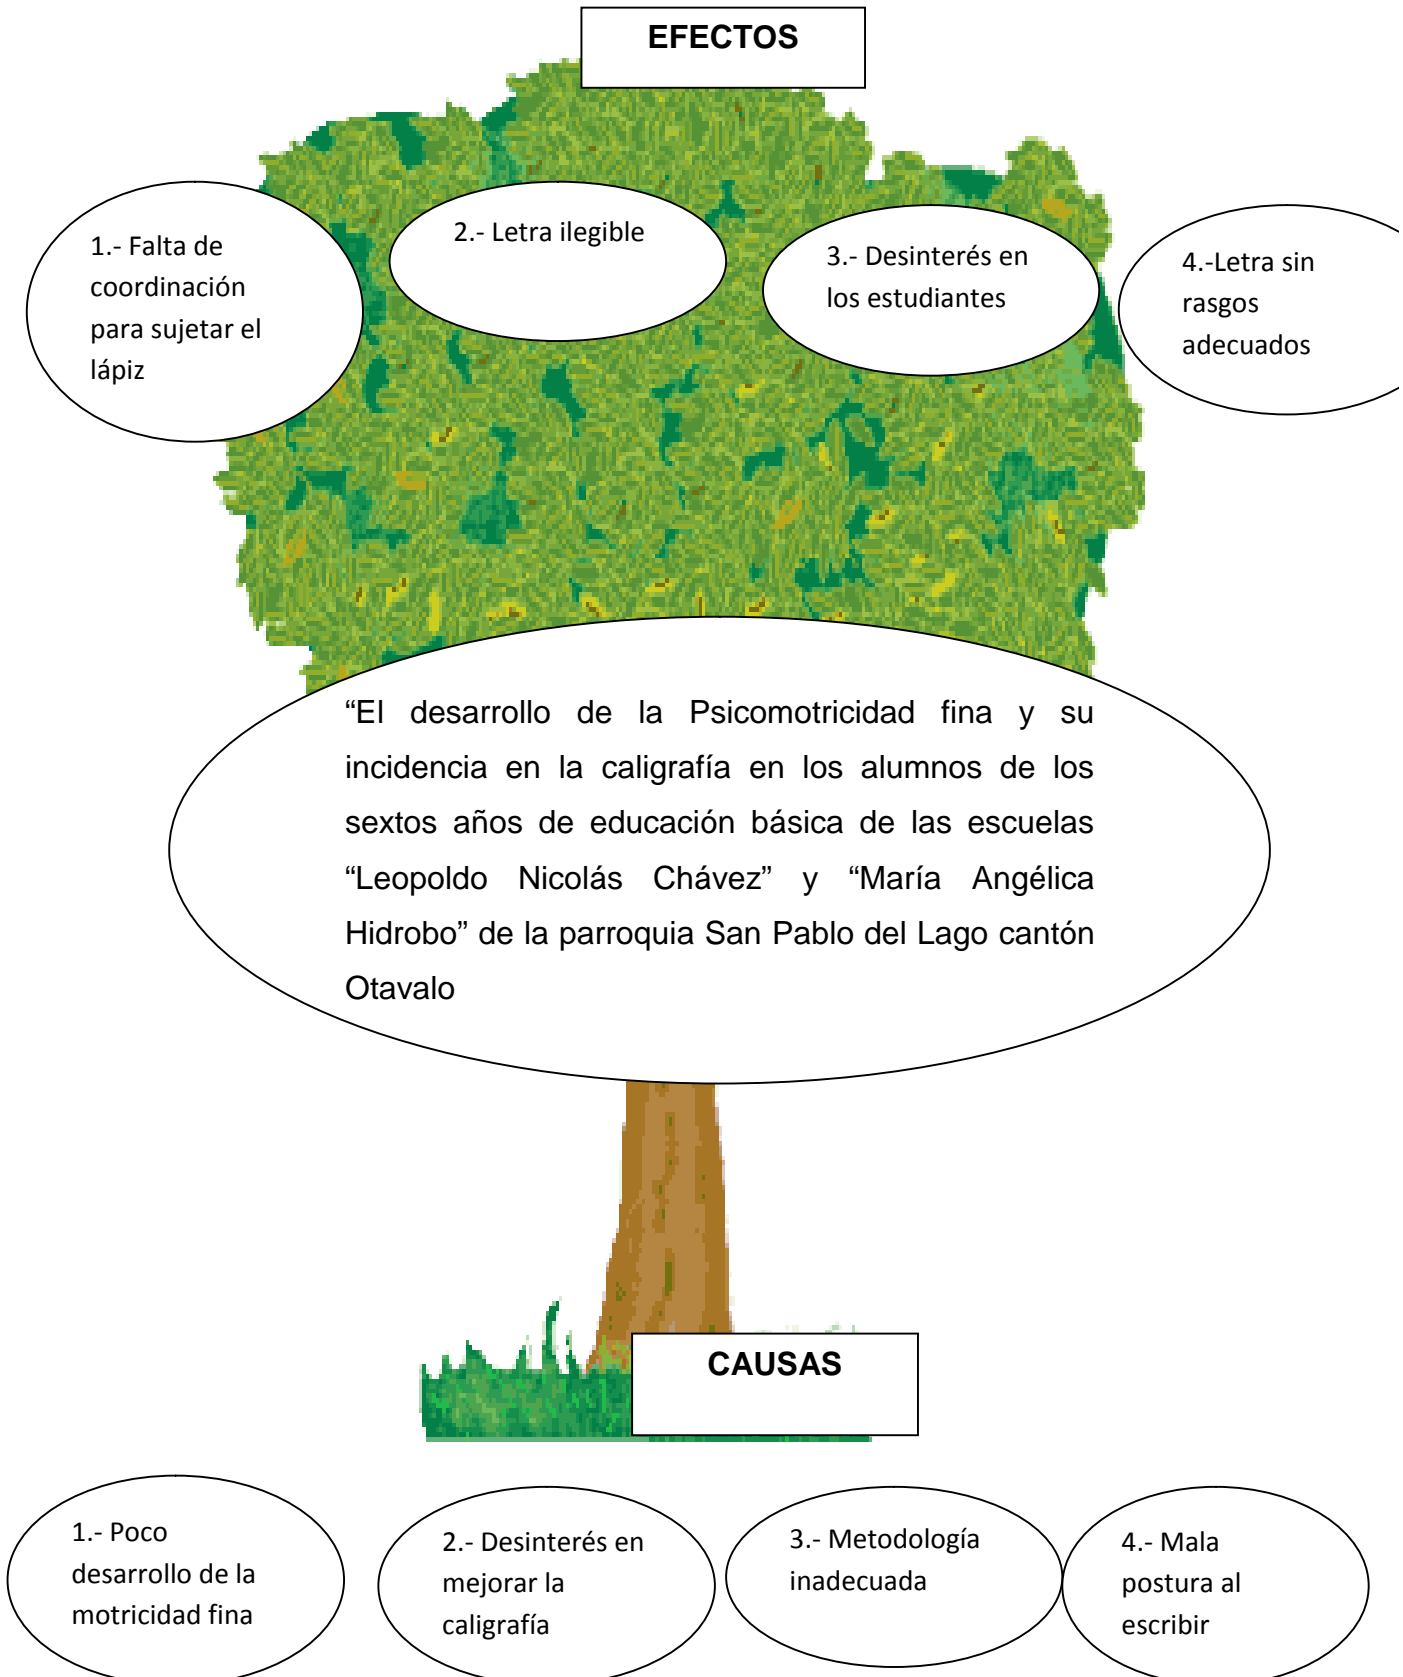 EFECTOS
1.- Falta de
coordinación
para sujetar el
lápiz
2.- Letra ilegible
3.- Desinterés en
los estudiantes
4.-Letra sin
rasgos
adecuados
“El desarrollo de la Psicomotricidad fina y su
incidencia en la caligrafía en los alumnos de los
sextos años de educación básica de las escuelas
“Leopoldo Nicolás Chávez” y “María Angélica
Hidrobo” de la parroquia San Pablo del Lago cantón
Otavalo
CAUSAS
1.- Poco
desarrollo de la
motricidad fina
2.- Desinterés en
mejorar la
caligrafía
3.- Metodología
inadecuada
4.- Mala
postura al
escribir